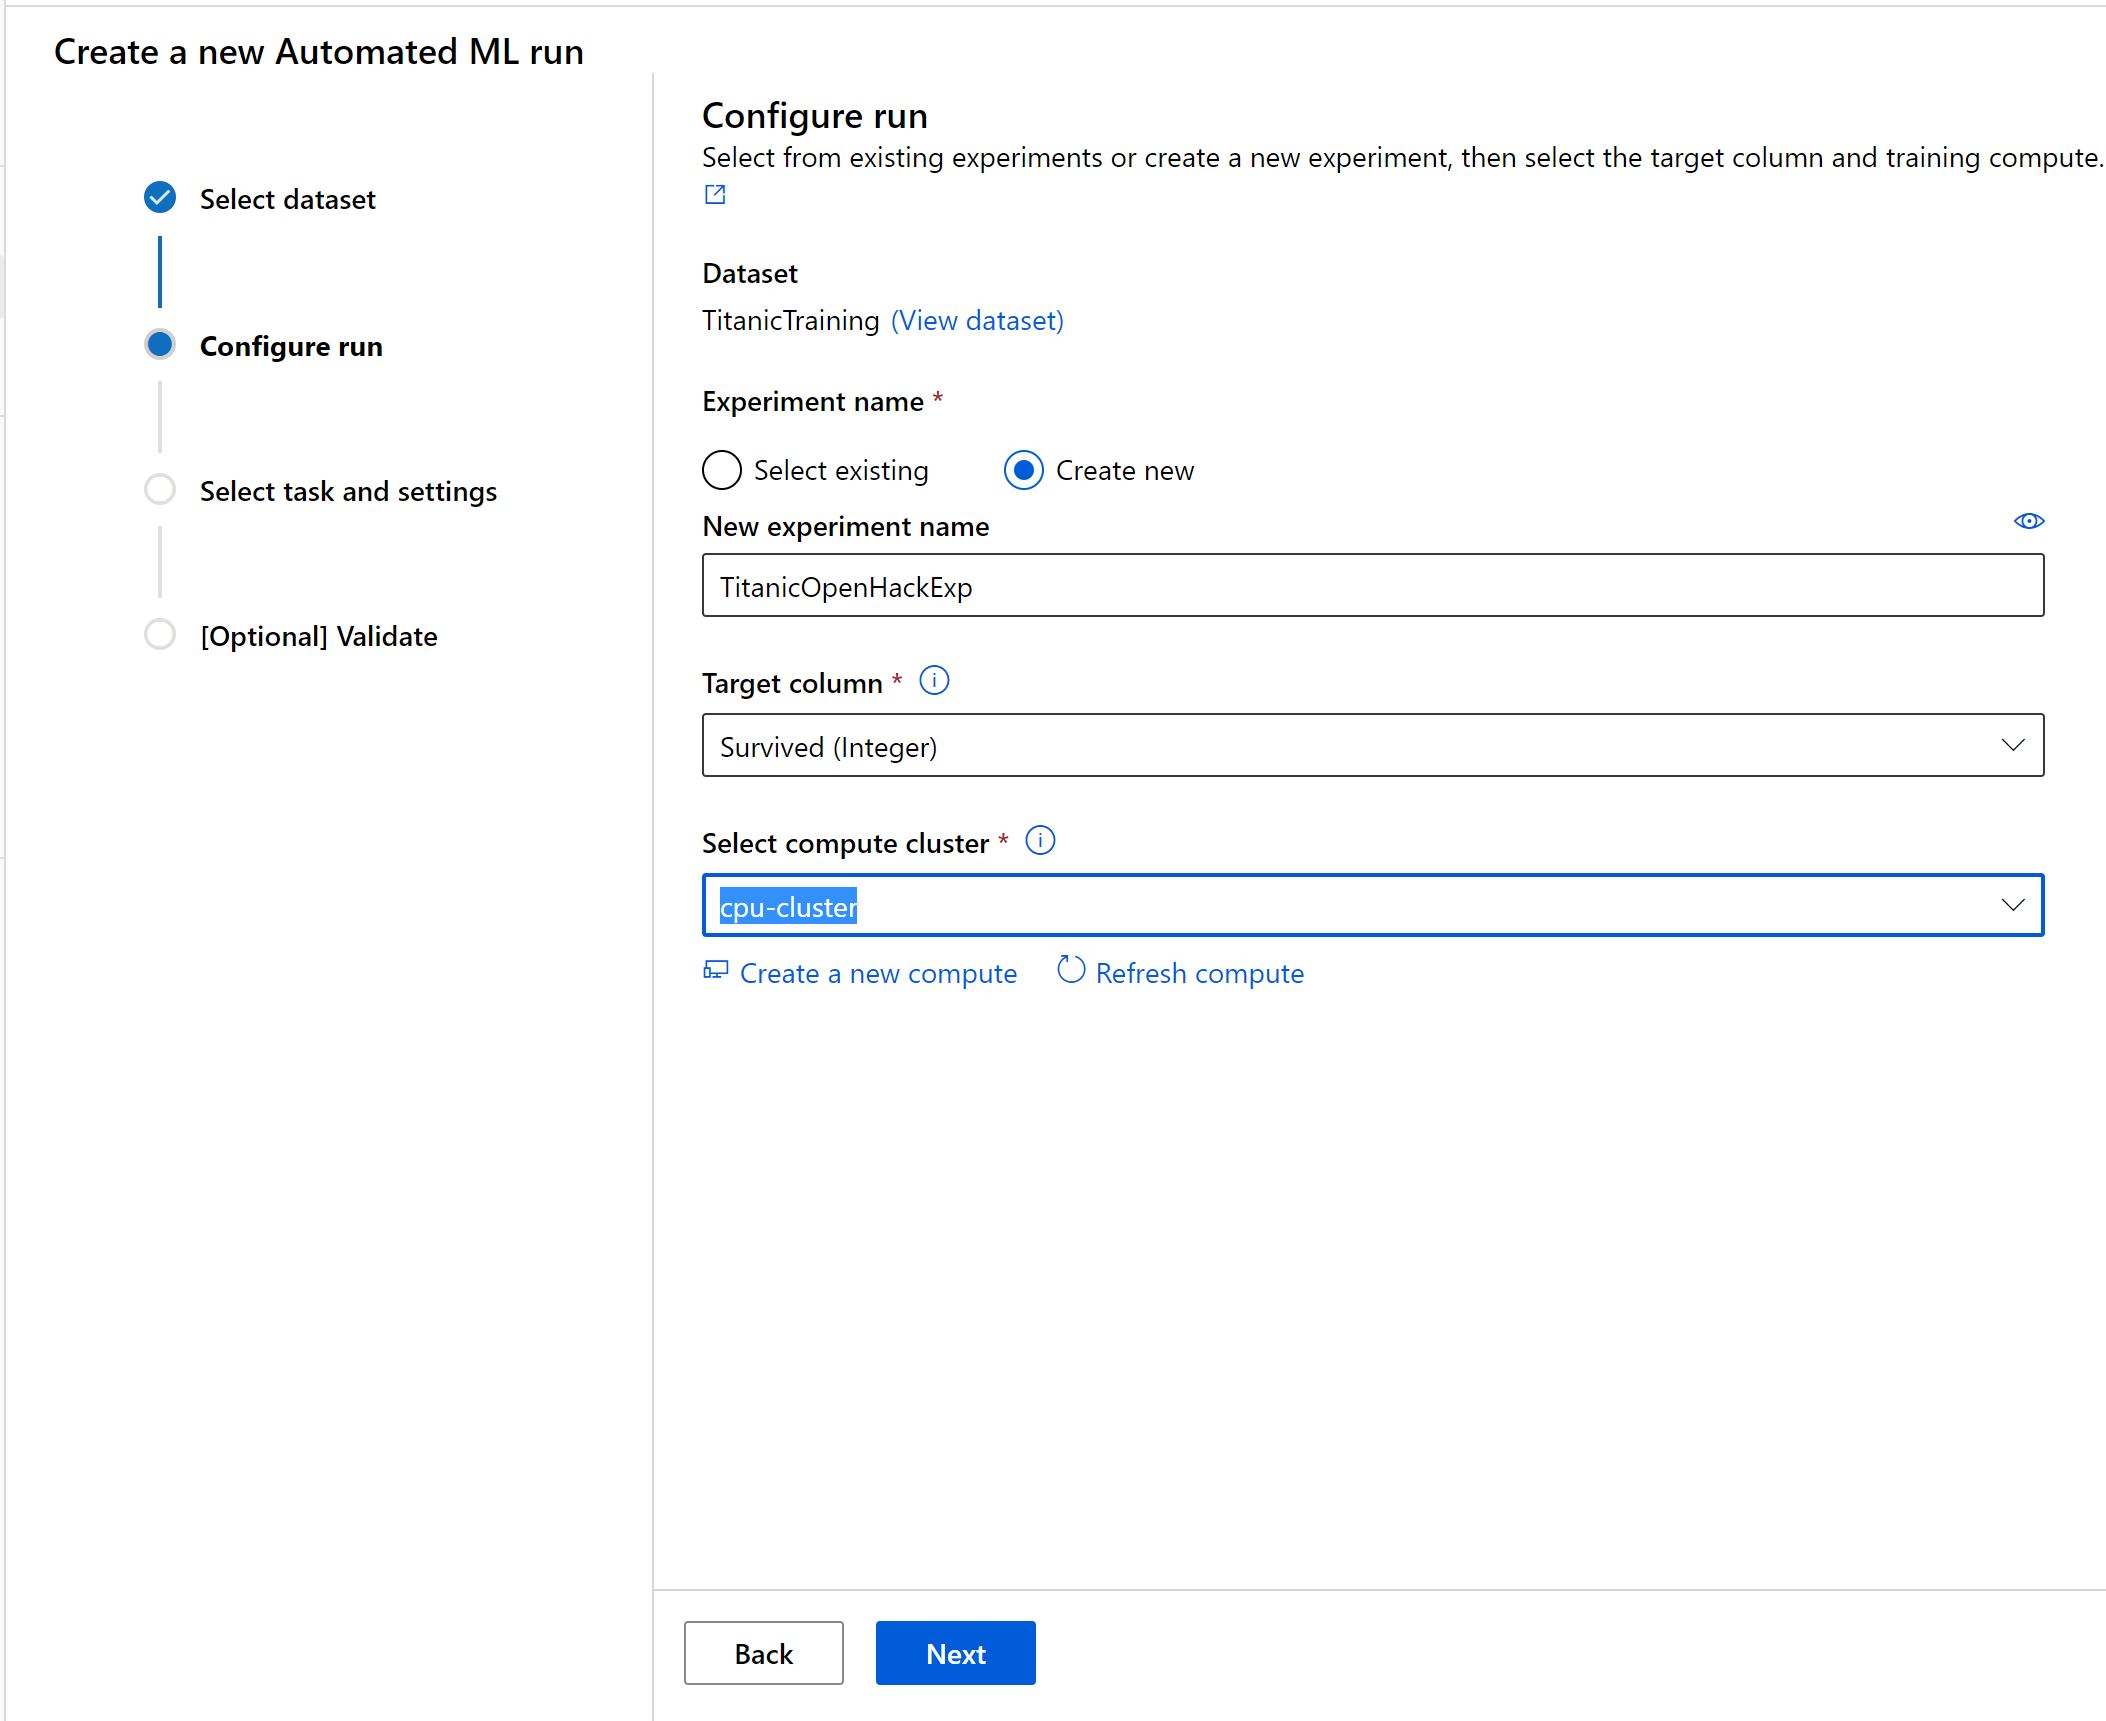 Create a new Automated ML run
Select dataset
Configure run
Select task and settings
[Optional] Validate
Configure run
Select from existing experiments or create a new experiment, then select the target column and training compute.
Dataset
TitanicTraining (View dataset)
Experiment name *
Select existing Create new
New experiment name
TitanicOpenHackExp
Target column *
Survived (Integer)
Select compute cluster *
cpu-cluster
Create a new compute Refresh compute
Back Next